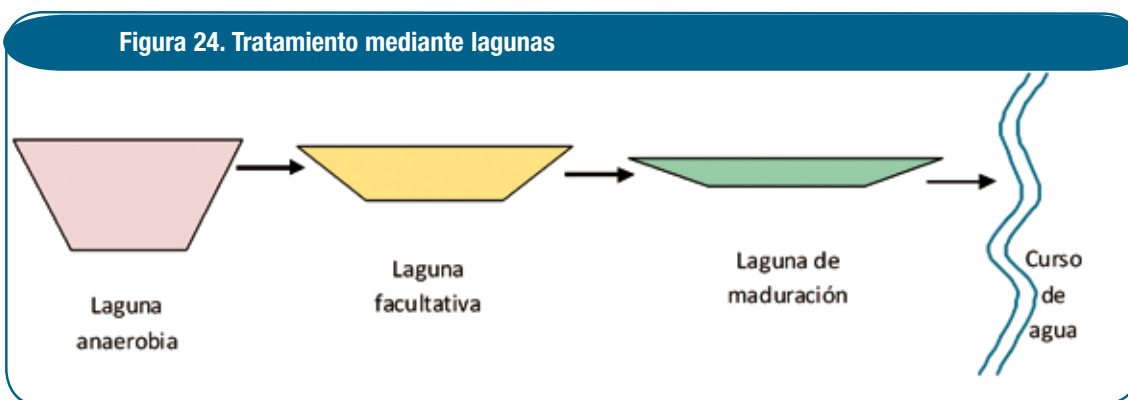 Figura 24. Tratamiento mediante lagunas
Laguna
anaerobia
Laguna
facultativa
Laguna de
maduración
Curso
de
agua